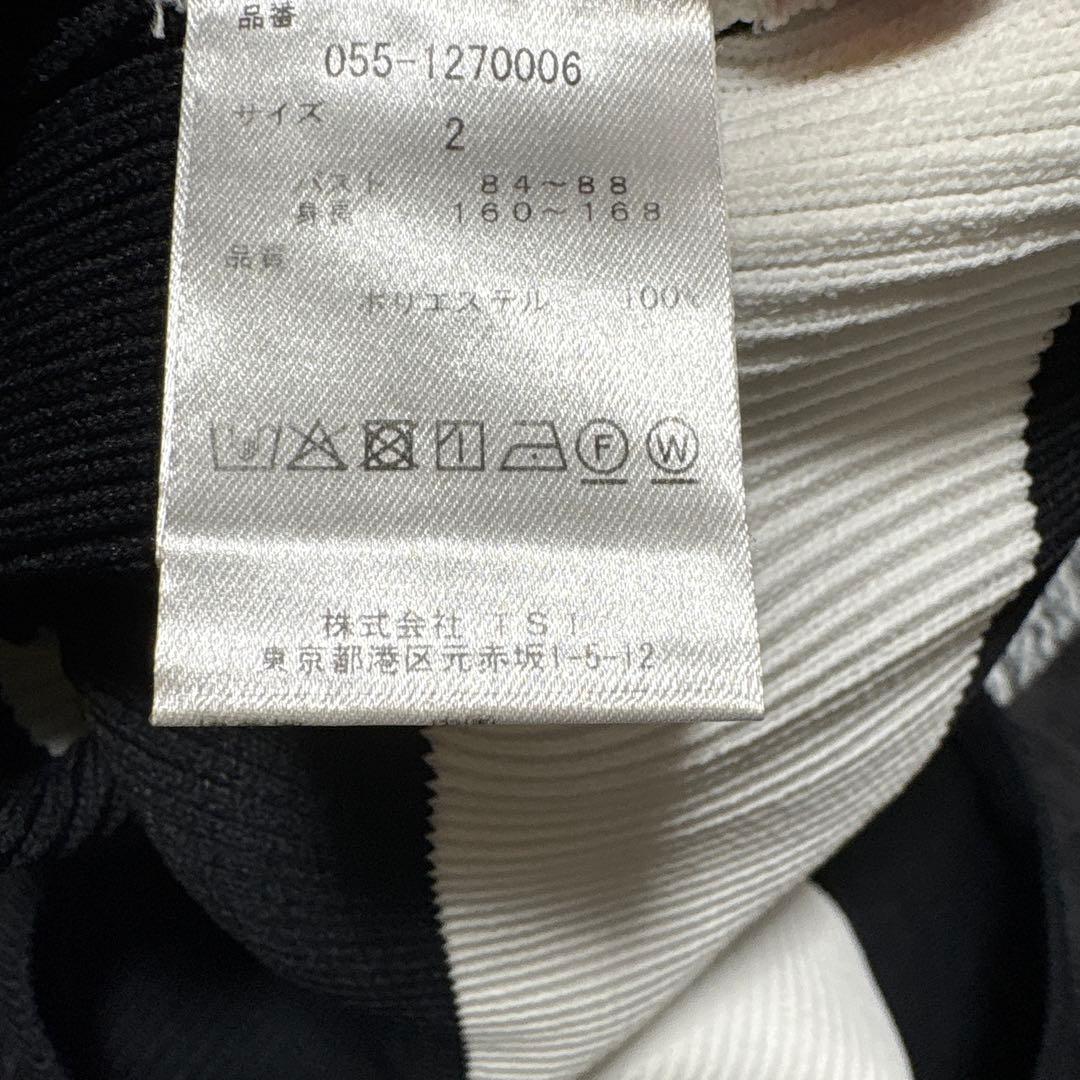 品番
055-1270006
サイズ
2
バスト 84〜88
身長 160〜168
品質
ポリエステル 100%
F W
株式会社 TSI
東京都港区元赤坂1-5-12